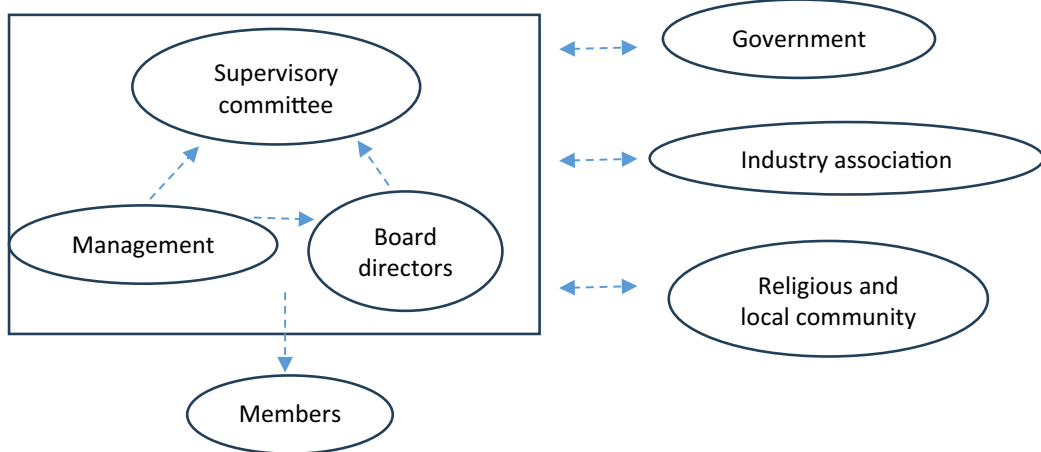 Supervisory
committee
Management
Board
directors
Members
Government
Industry association
Religious and
local community